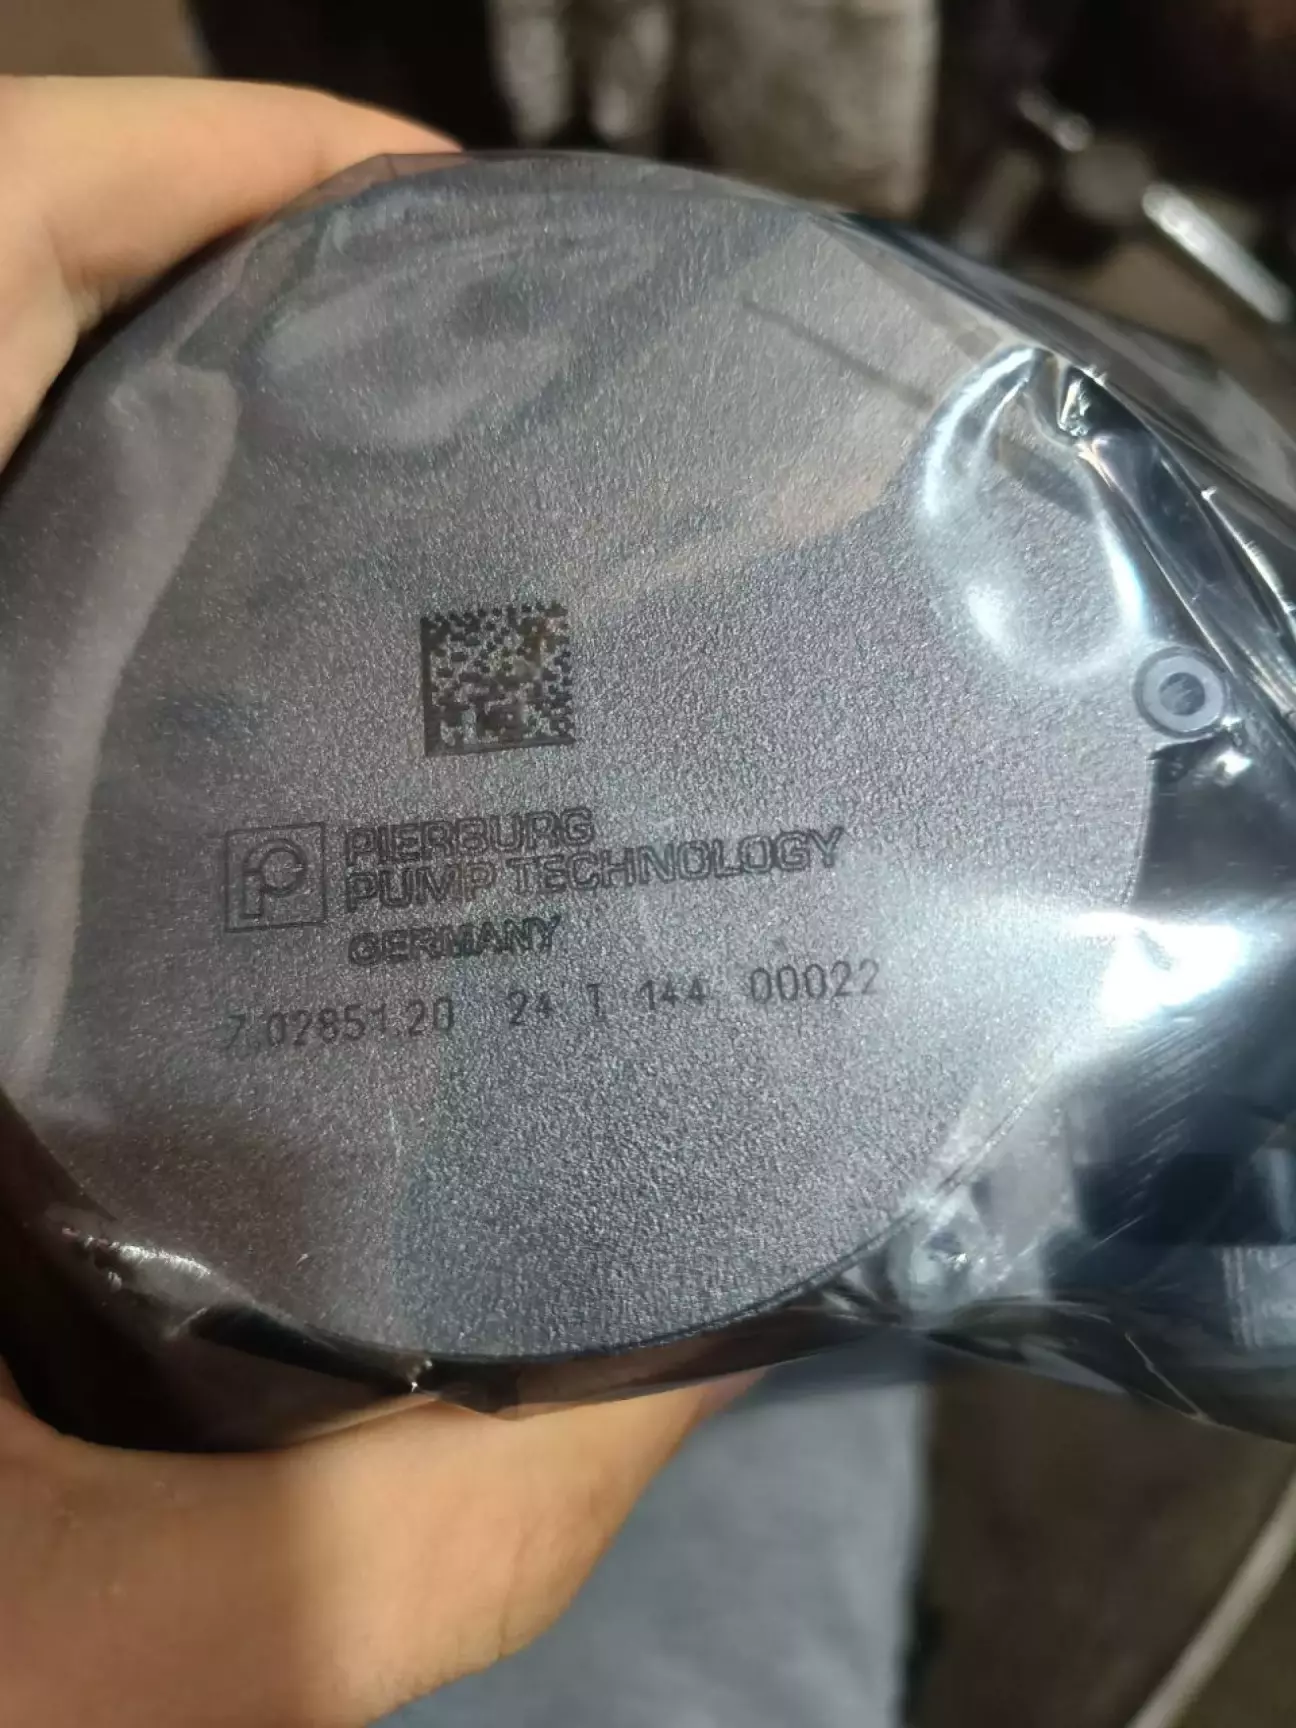 PIERBURG
PUMP TECHNOLOGY
GERMANY
7.02851.20 24 T 144 00022